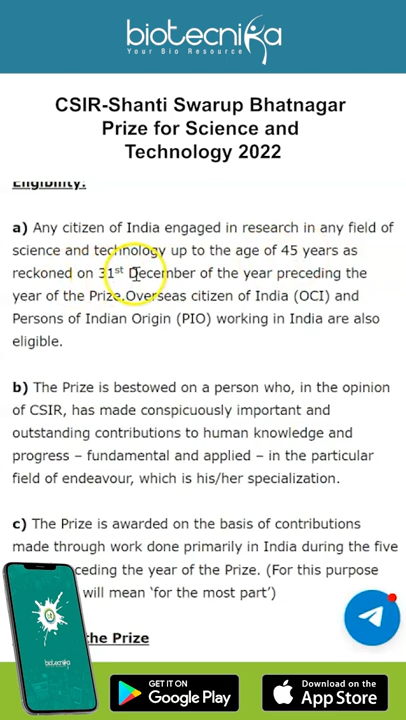 biotecnika
Your Bio Resource
CSIR-Shanti Swarup Bhatnagar
Prize for Science and
Technology 2022
Eligibility:
a) Any citizen of India engaged in research in any field of
science and technology up to the age of 45 years as
reckoned on 31st December of the year preceding the
year of the Prize.Overseas citizen of India (OCI) and
Persons of Indian Origin (PIO) working in India are also
eligible.
b) The Prize is bestowed on a person who, in the opinion
of CSIR, has made conspicuously important and
outstanding contributions to human knowledge and
progress – fundamental and applied – in the particular
field of endeavour, which is his/her specialization.
c) The Prize is awarded on the basis of contributions
made through work done primarily in India during the five
ceding the year of the Prize. (For this purpose
will mean 'for the most part')
the Prize
biotecnika
GET IT ON
Google Play
Download on the
App Store